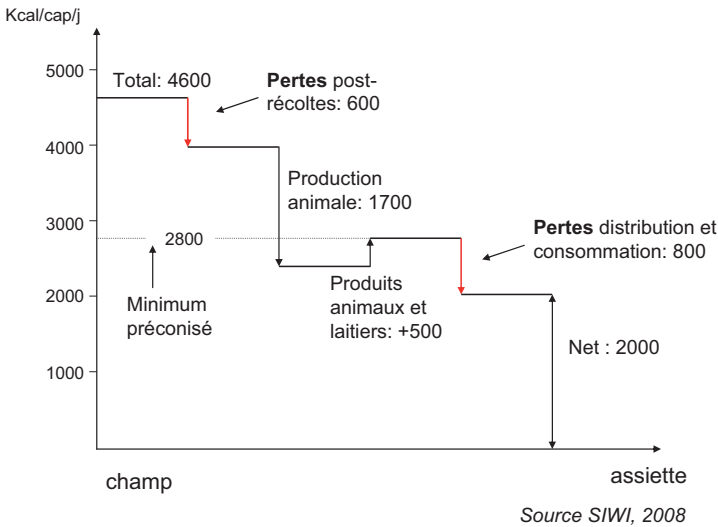 Kcal/cap/j
5000
Total: 4600
Pertes post-
récoltes: 600
4000
Production
animale: 1700
3000
2800
Pertes distribution et
consommation: 800
2000
Minimum
préconisé
Produits
animaux et
laitiers: +500
Net : 2000
1000
champ
assiette
Source SIWI, 2008